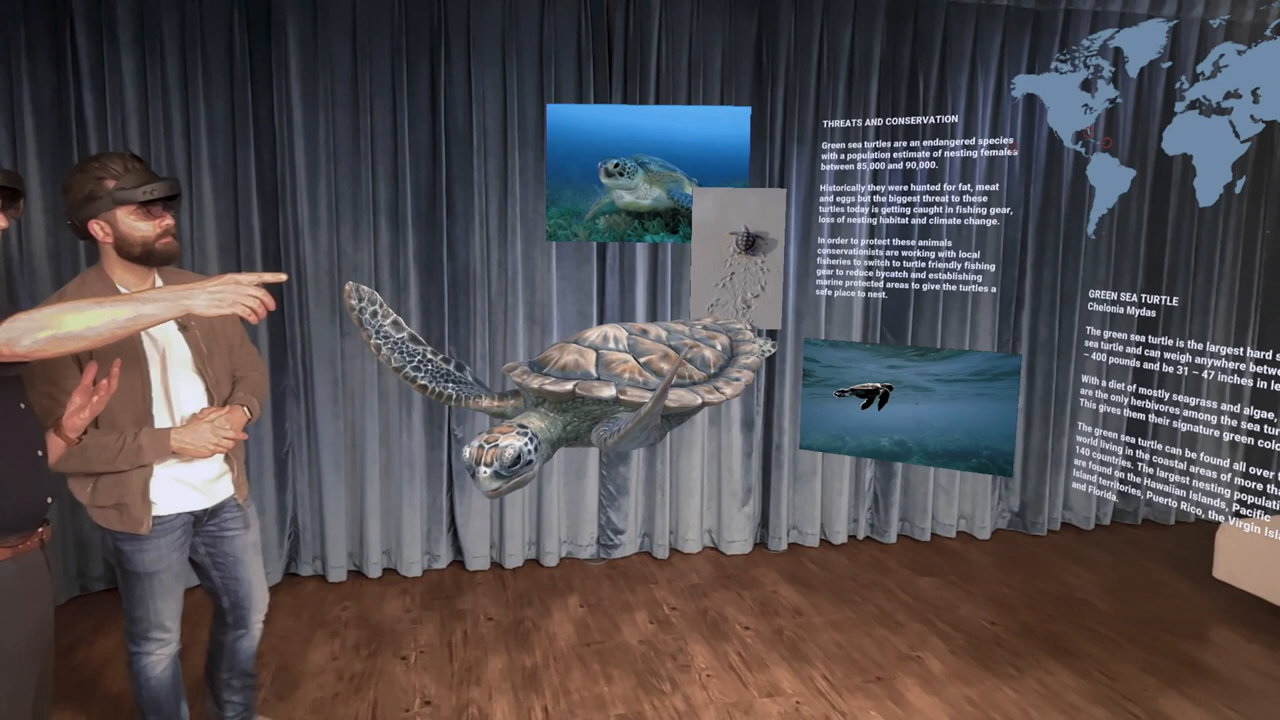 THREATS AND CONSERVATION
Green sea turtles are an endangered species
with a population estimate of nesting females
between 85,000 and 90,000.
Historically they were hunted for fat, meat
and eggs but the biggest threat to these
turtles today is getting caught in fishing gear,
loss of nesting habitat and climate change.
In order to protect these animals
conservationists are working with local
fisheries to switch to turtle friendly fishing
gear to reduce bycatch and establishing
marine protected areas to give the turtles a
safe place to nest.
GREEN SEA TURTLE
Chelonia Mydas
The green sea turtle is the largest hard
sea turtle and can weigh anywhere
– 400 pounds and be 31 – 47 inches in
With a diet of mostly seagrass and algae,
are the only herbivores among the sea
This gives them their signature green
The green sea turtle can be found all over
world living in the coastal areas of more
140 countries. The largest nesting
are found on the Hawaiian Islands, Pacific
Island territories, Puerto Rico, the Virgin
and Florida.